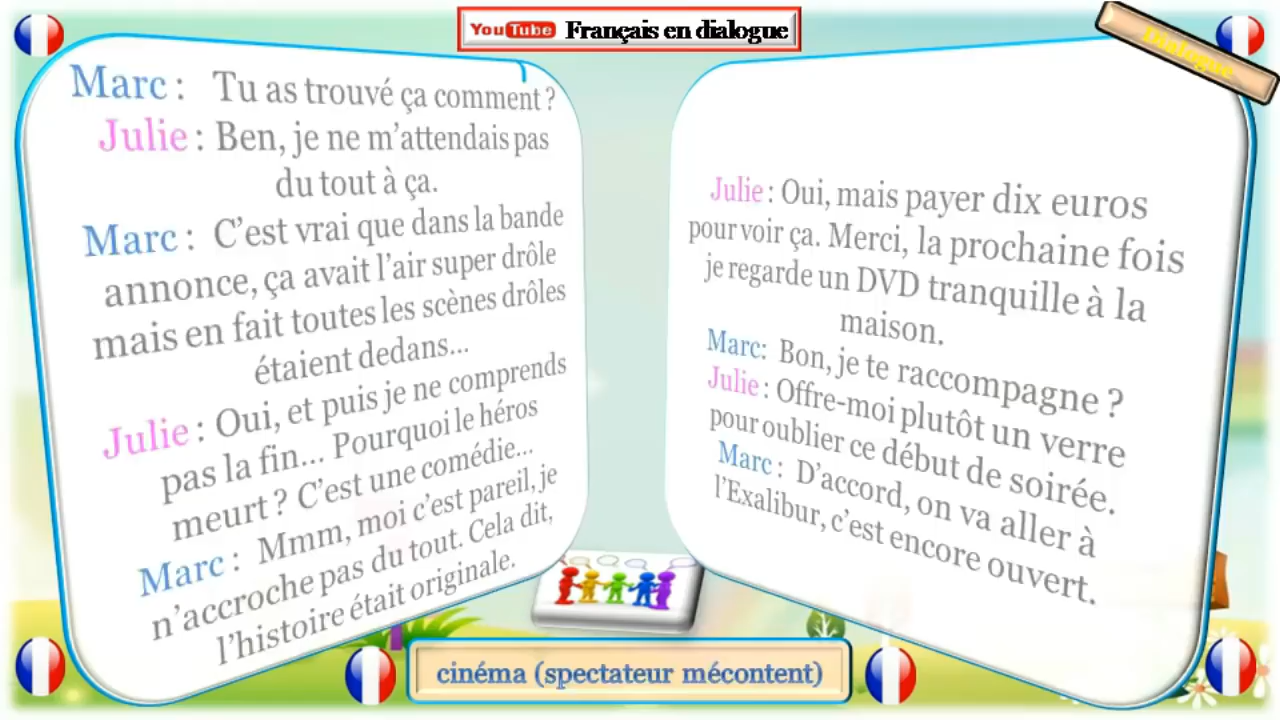 YouTube Français en dialogue
Dialogue
Marc : Tu as trouvé ça comment ?
Julie : Ben, je ne m'attendais pas
du tout à ça.
Marc : C'est vrai que dans la bande
annonce, ça avait l'air super drôle
mais en fait toutes les scènes drôles
étaient dedans...
Julie : Oui, et puis je ne comprends
pas la fin... Pourquoi le héros
meurt ? C'est une comédie...
Marc : Mmm, moi c'est pareil, je
n'accroche pas du tout. Cela dit,
l'histoire était originale.
Julie : Oui, mais payer dix euros
pour voir ça. Merci, la prochaine fois
je regarde un DVD tranquille à la
maison.
Marc: Bon, je te raccompagne ?
Julie : Offre-moi plutôt un verre
pour oublier ce début de soirée.
Marc : D'accord, on va aller à
l'Exalibur, c'est encore ouvert.
cinéma (spectateur mécontent)